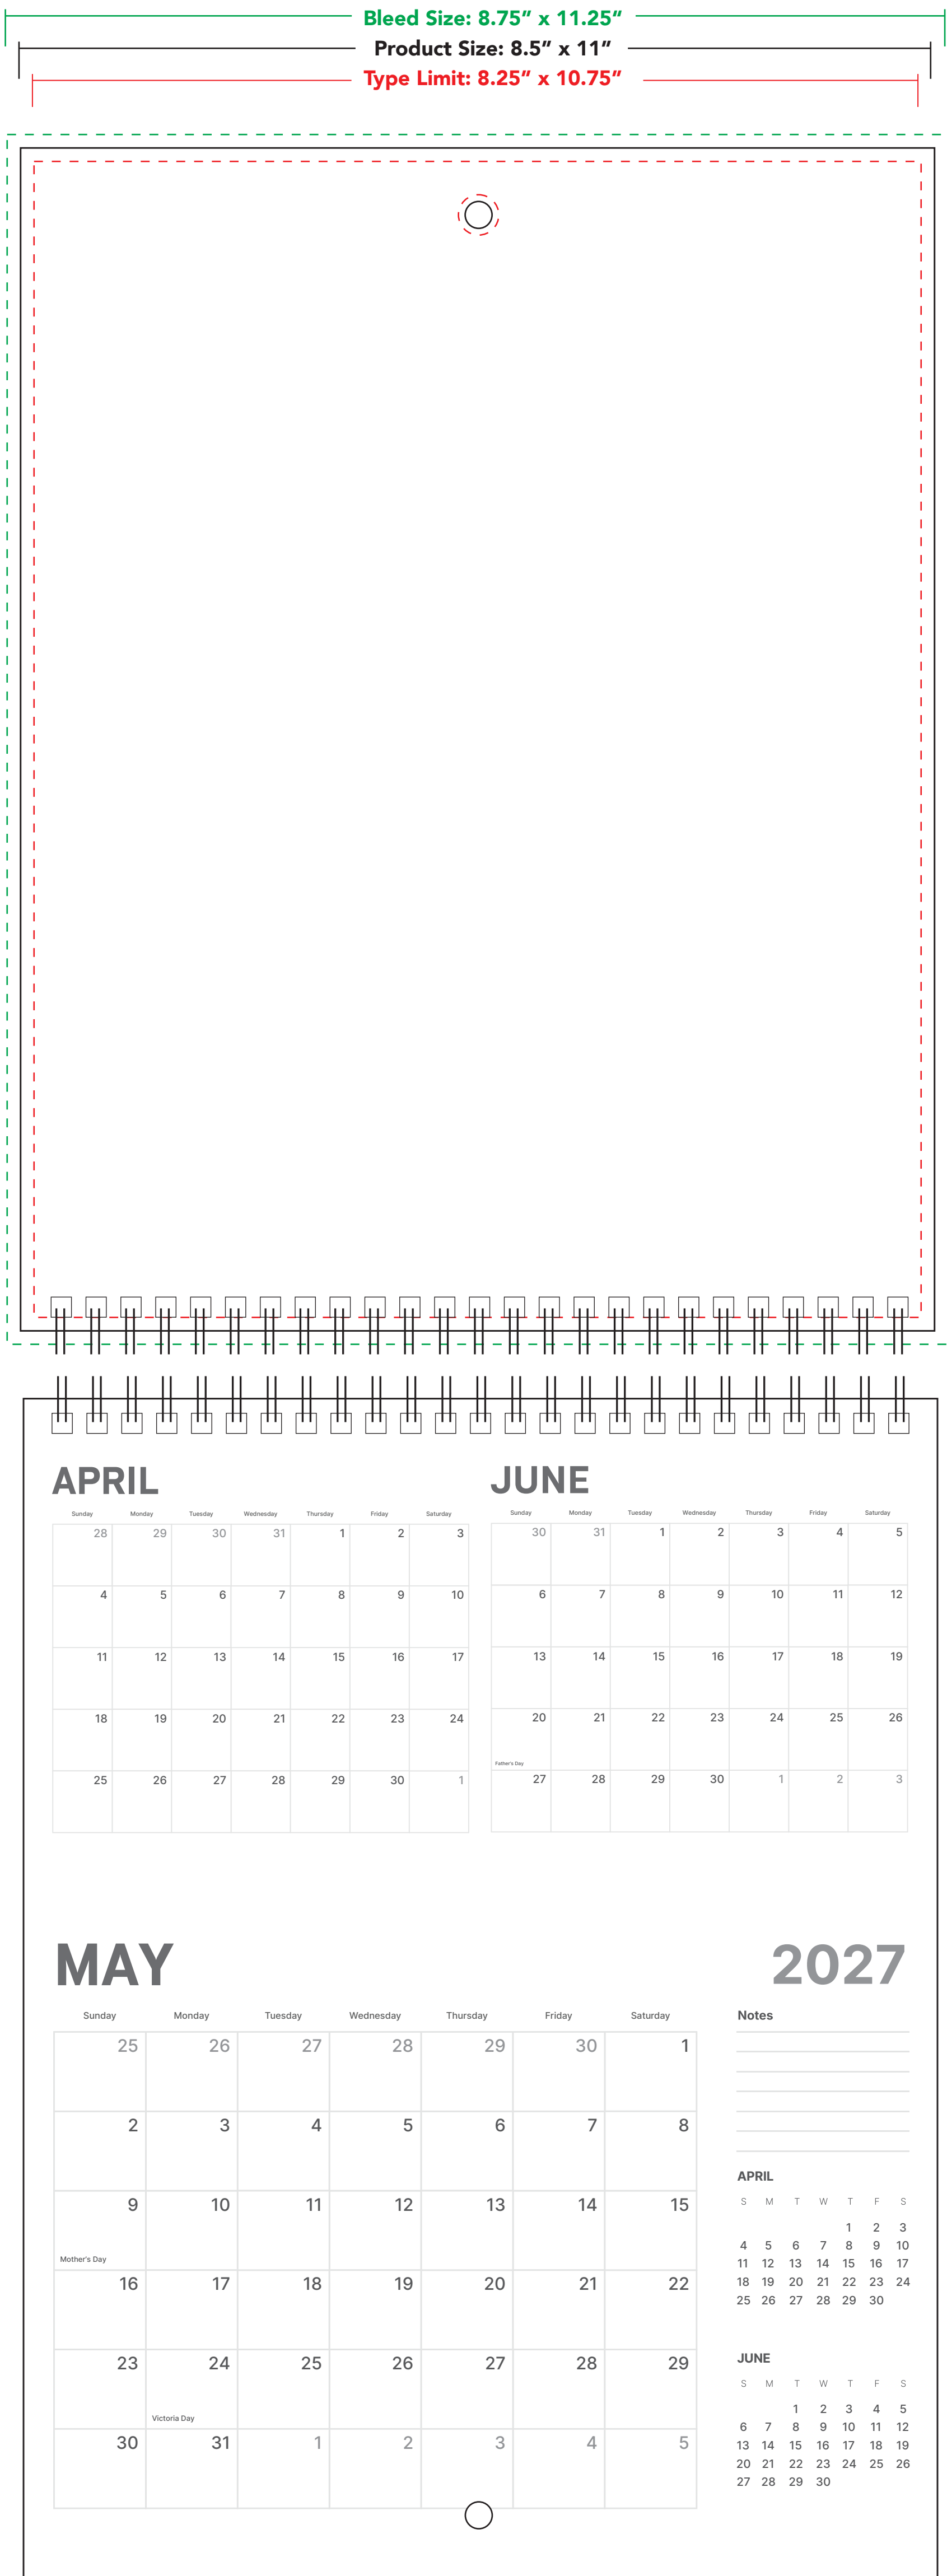 Bleed Size: 8.75” x 11.25”
Product Size: 8.5” x 11”
Type Limit: 8.25” x 10.75”
APRIL
Sunday Monday Tuesday Wednesday Thursday Friday Saturday
28 29 30 31 1 2 3
4 5 6 7 8 9 10
11 12 13 14 15 16 17
18 19 20 21 22 23 24
25 26 27 28 29 30 1
JUNE
Sunday Monday Tuesday Wednesday Thursday Friday Saturday
30 31 1 2 3 4 5
6 7 8 9 10 11 12
13 14 15 16 17 18 19
20 21 22 23 24 25 26
Father's Day
27 28 29 30 1 2 3
MAY
2027
Sunday Monday Tuesday Wednesday Thursday Friday Saturday
25 26 27 28 29 30 1
2 3 4 5 6 7 8
9 10 11 12 13 14 15
Mother's Day
16 17 18 19 20 21 22
23 24 25 26 27 28 29
Victoria Day
30 31 1 2 3 4 5
Notes
APRIL
S M T W T F S
1 2 3
4 5 6 7 8 9 10
11 12 13 14 15 16 17
18 19 20 21 22 23 24
25 26 27 28 29 30
JUNE
S M T W T F S
1 2 3 4 5
6 7 8 9 10 11 12
13 14 15 16 17 18 19
20 21 22 23 24 25 26
27 28 29 30